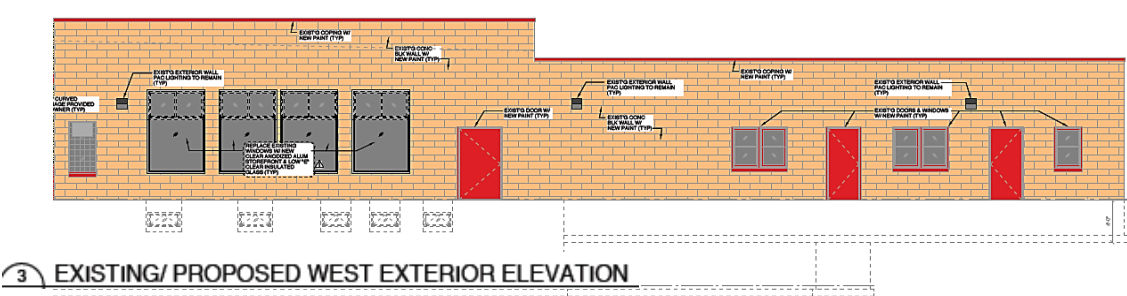 EXIST'G COPING W/
NEW PAINT (TYP)
EXIST'G CONC
BLK WALL W/
NEW PAINT (TYP)
EXIST'G EXTERIOR WALL
PAC LIGHTING TO REMAIN
(TYP)
CURVED
PROVIDED
(TYP)
REPLACE EXISTING
WINDOWS W/ NEW
CLEAR ANODIZED ALUM
STOREFRONT & LOW "E"
CLEAR INSULATED
GLASS (TYP)
EXIST'G DOOR W/
NEW PAINT (TYP)
EXIST'G EXTERIOR WALL
PAC LIGHTING TO REMAIN
(TYP)
EXIST'G CONC
BLK WALL W/
NEW PAINT (TYP)
EXIST'G COPING W/
NEW PAINT (TYP)
EXIST'G EXTERIOR WALL
PAC LIGHTING TO REMAIN
(TYP)
EXIST'G DOORS & WINDOWS
W/ NEW PAINT (TYP)
3 EXISTING/ PROPOSED WEST EXTERIOR ELEVATION